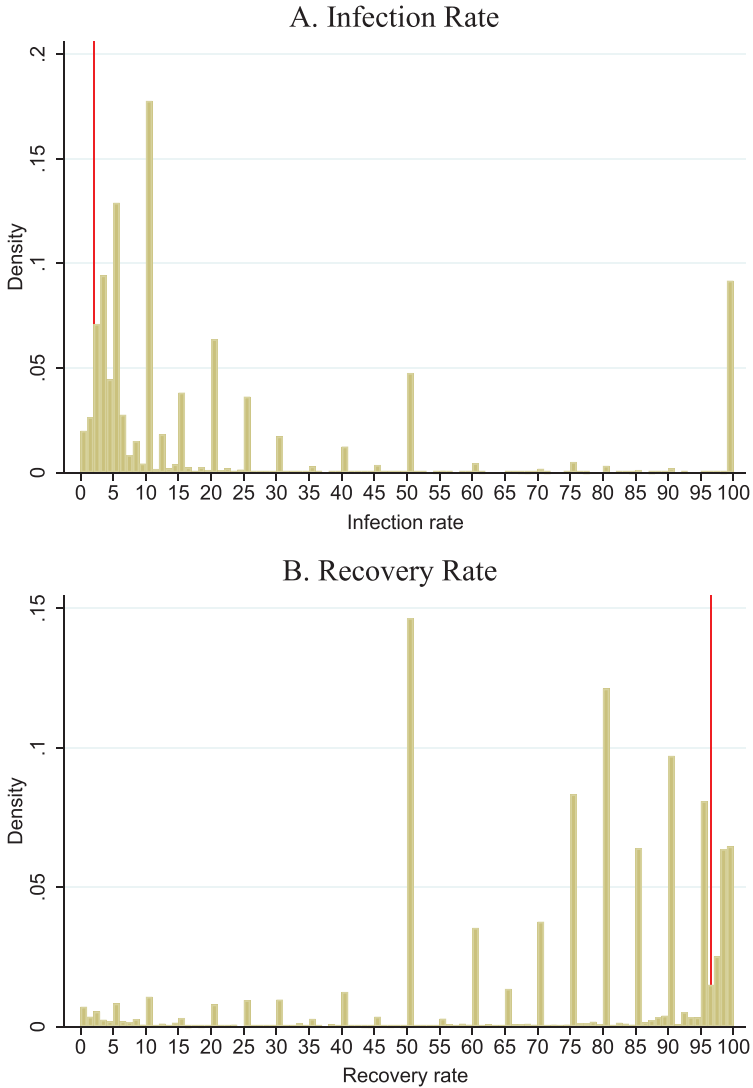 A. Infection Rate
Density
.2
.15
.1
.05
0
0 5 10 15 20 25 30 35 40 45 50 55 60 65 70 75 80 85 90 95 100
Infection rate
B. Recovery Rate
Density
.15
.1
.05
0
0 5 10 15 20 25 30 35 40 45 50 55 60 65 70 75 80 85 90 95 100
Recovery rate